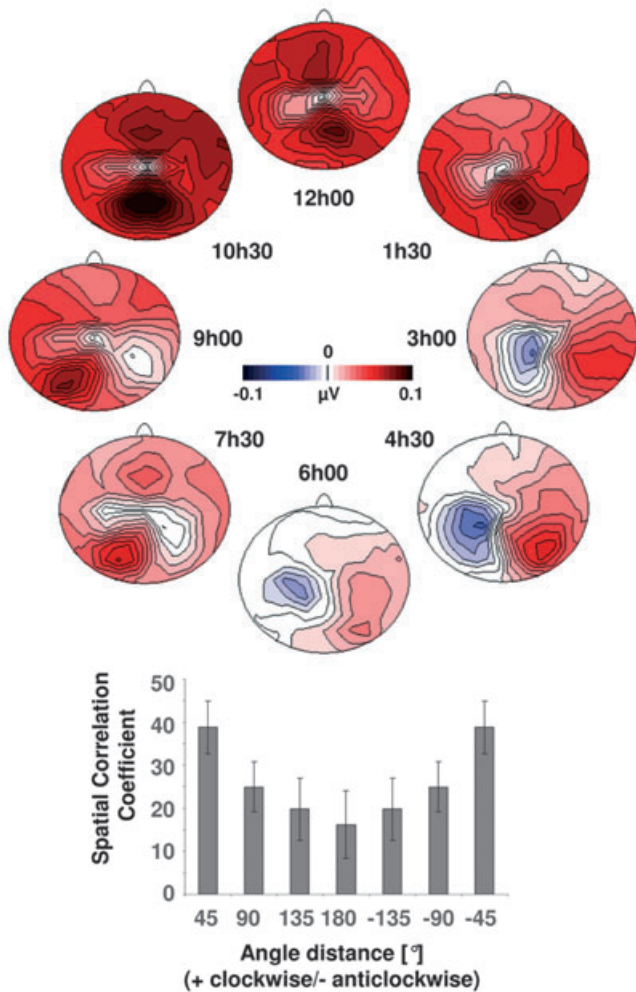 12h00
10h30 1h30
9h00 0 3h00
-0.1 µV 0.1
7h30 4h30
6h00
Spatial Correlation
Coefficient
50
40
30
20
10
0
45 90 135 180 -135 -90 -45
Angle distance [°]
(+ clockwise/- anticlockwise)